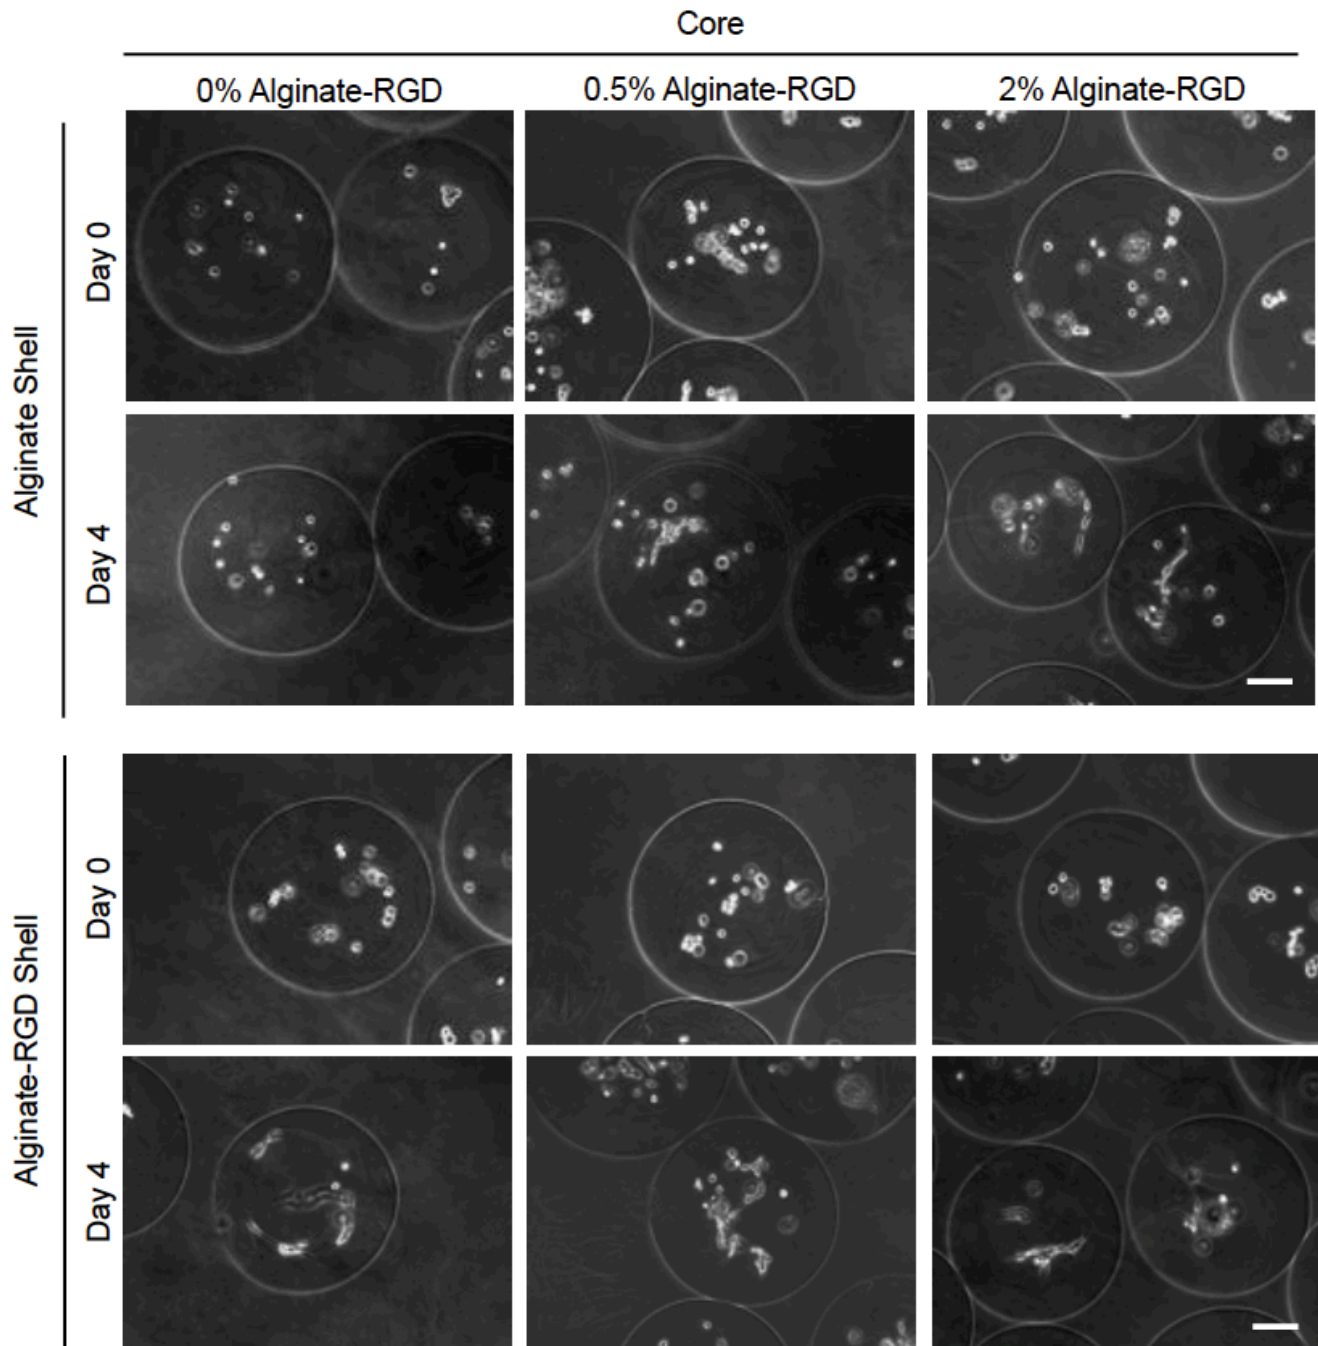 Core
0% Alginate-RGD
0.5% Alginate-RGD
2% Alginate-RGD
Alginate Shell
Day 0
Day 4
Alginate-RGD Shell
Day 0
Day 4